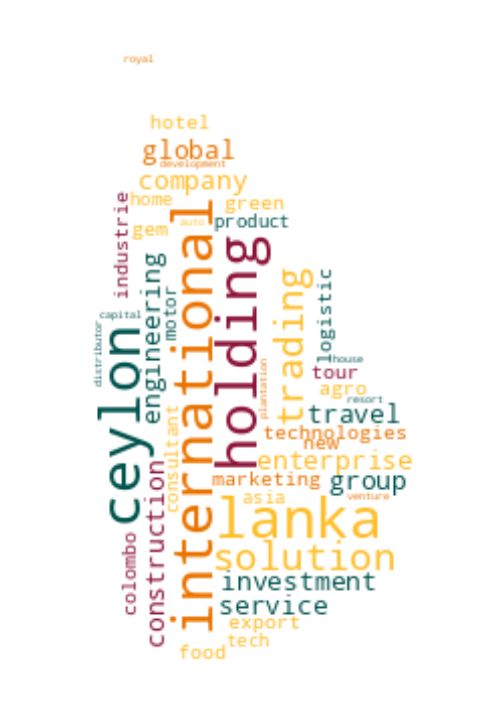 royal
hotel
global
development
company
home
green
industrie
gem
auto
product
international
holding
engineering
motor
trading
logistic
capital
ceylon
distributor
house
tour
plantation
agro
resort
travel
consultant
technologies
new
enterprise
construction
marketing
group
asia
venture
lanka
colombo
solution
investment
service
export
tech
food